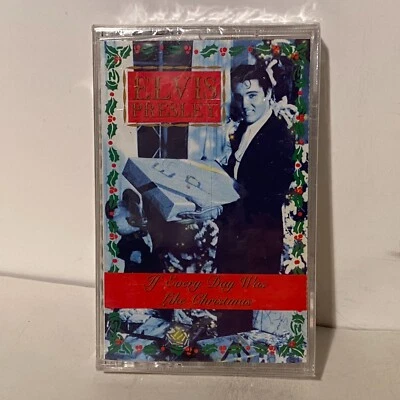 ELVIS
PRESLEY
If Every Day Was
Like Christmas